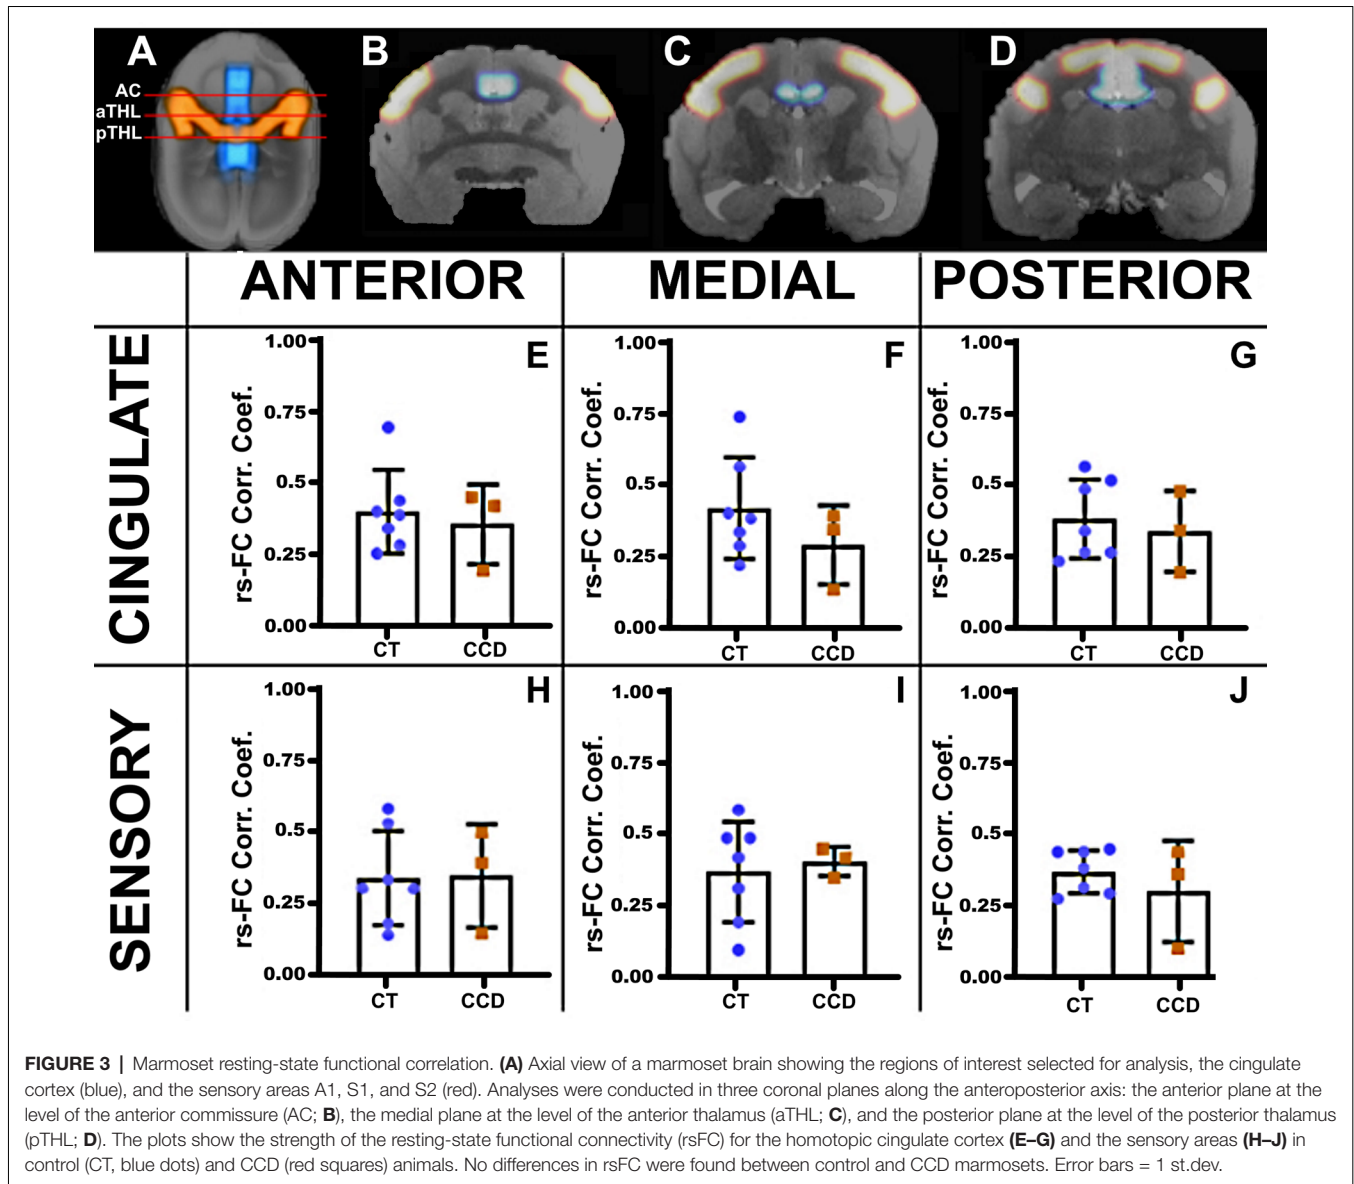 A
B
C
D
AC
aTHL
pTHL
ANTERIOR
MEDIAL
POSTERIOR
CINGULATE
E
rs-FC Corr. Coef.
1.00
0.75
0.5
0.25
0.00
CT
CCD
F
rs-FC Corr. Coef.
1.00
0.75
0.5
0.25
0.00
CT
CCD
G
rs-FC Corr. Coef.
1.00
0.75
0.5
0.25
0.00
CT
CCD
SENSORY
H
rs-FC Corr. Coef.
1.00
0.75
0.5
0.25
0.00
CT
CCD
I
rs-FC Corr. Coef.
1.00
0.75
0.5
0.25
0.00
CT
CCD
J
rs-FC Corr. Coef.
1.00
0.75
0.5
0.25
0.00
CT
CCD
FIGURE 3 | Marmoset resting-state functional correlation. (A) Axial view of a marmoset brain showing the regions of interest selected for analysis, the cingulate
cortex (blue), and the sensory areas A1, S1, and S2 (red). Analyses were conducted in three coronal planes along the anteroposterior axis: the anterior plane at the
level of the anterior commissure (AC; B), the medial plane at the level of the anterior thalamus (aTHL; C), and the posterior plane at the level of the posterior thalamus
(pTHL; D). The plots show the strength of the resting-state functional connectivity (rsFC) for the homotopic cingulate cortex (E–G) and the sensory areas (H–J) in
control (CT, blue dots) and CCD (red squares) animals. No differences in rsFC were found between control and CCD marmosets. Error bars = 1 st.dev.